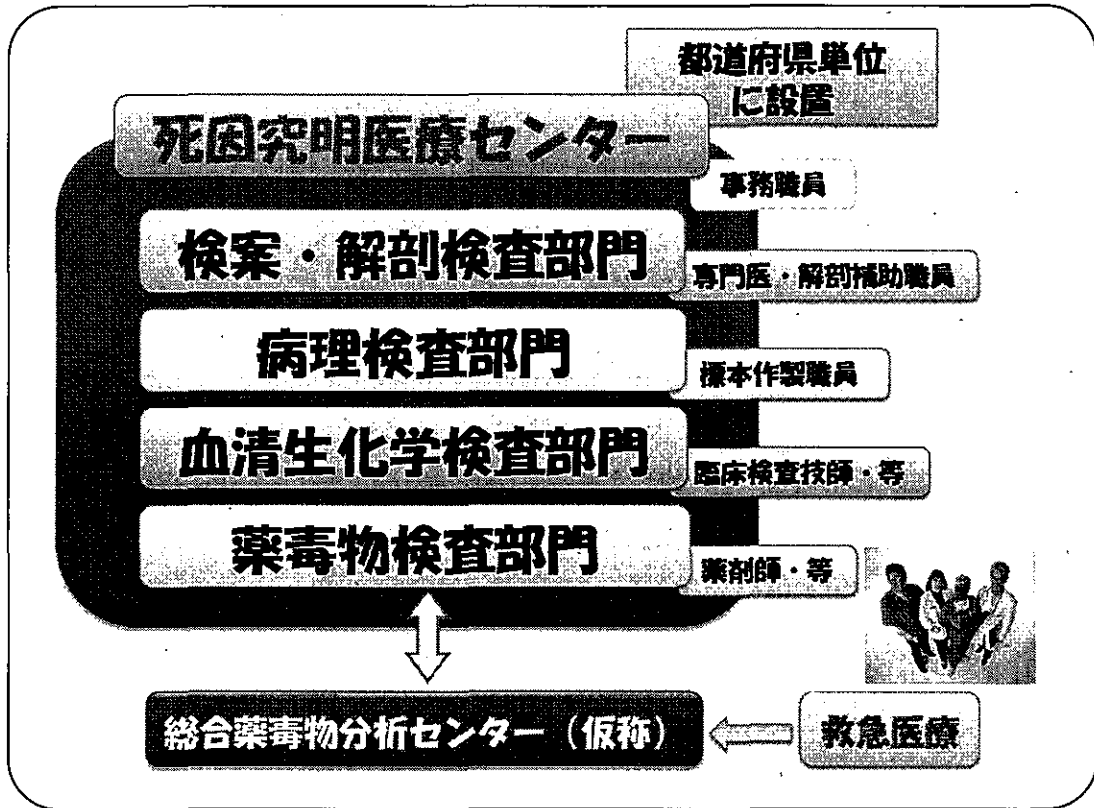 都道府県単位
に設置
死因究明医療センター
事務職員
検案・解剖検査部門
専門医・解剖補助職員
病理検査部門
標本作製職員
血清生化学検査部門
臨床検査技師・等
薬毒物検査部門
薬剤師・等
総合薬毒物分析センター（仮称）
救急医療